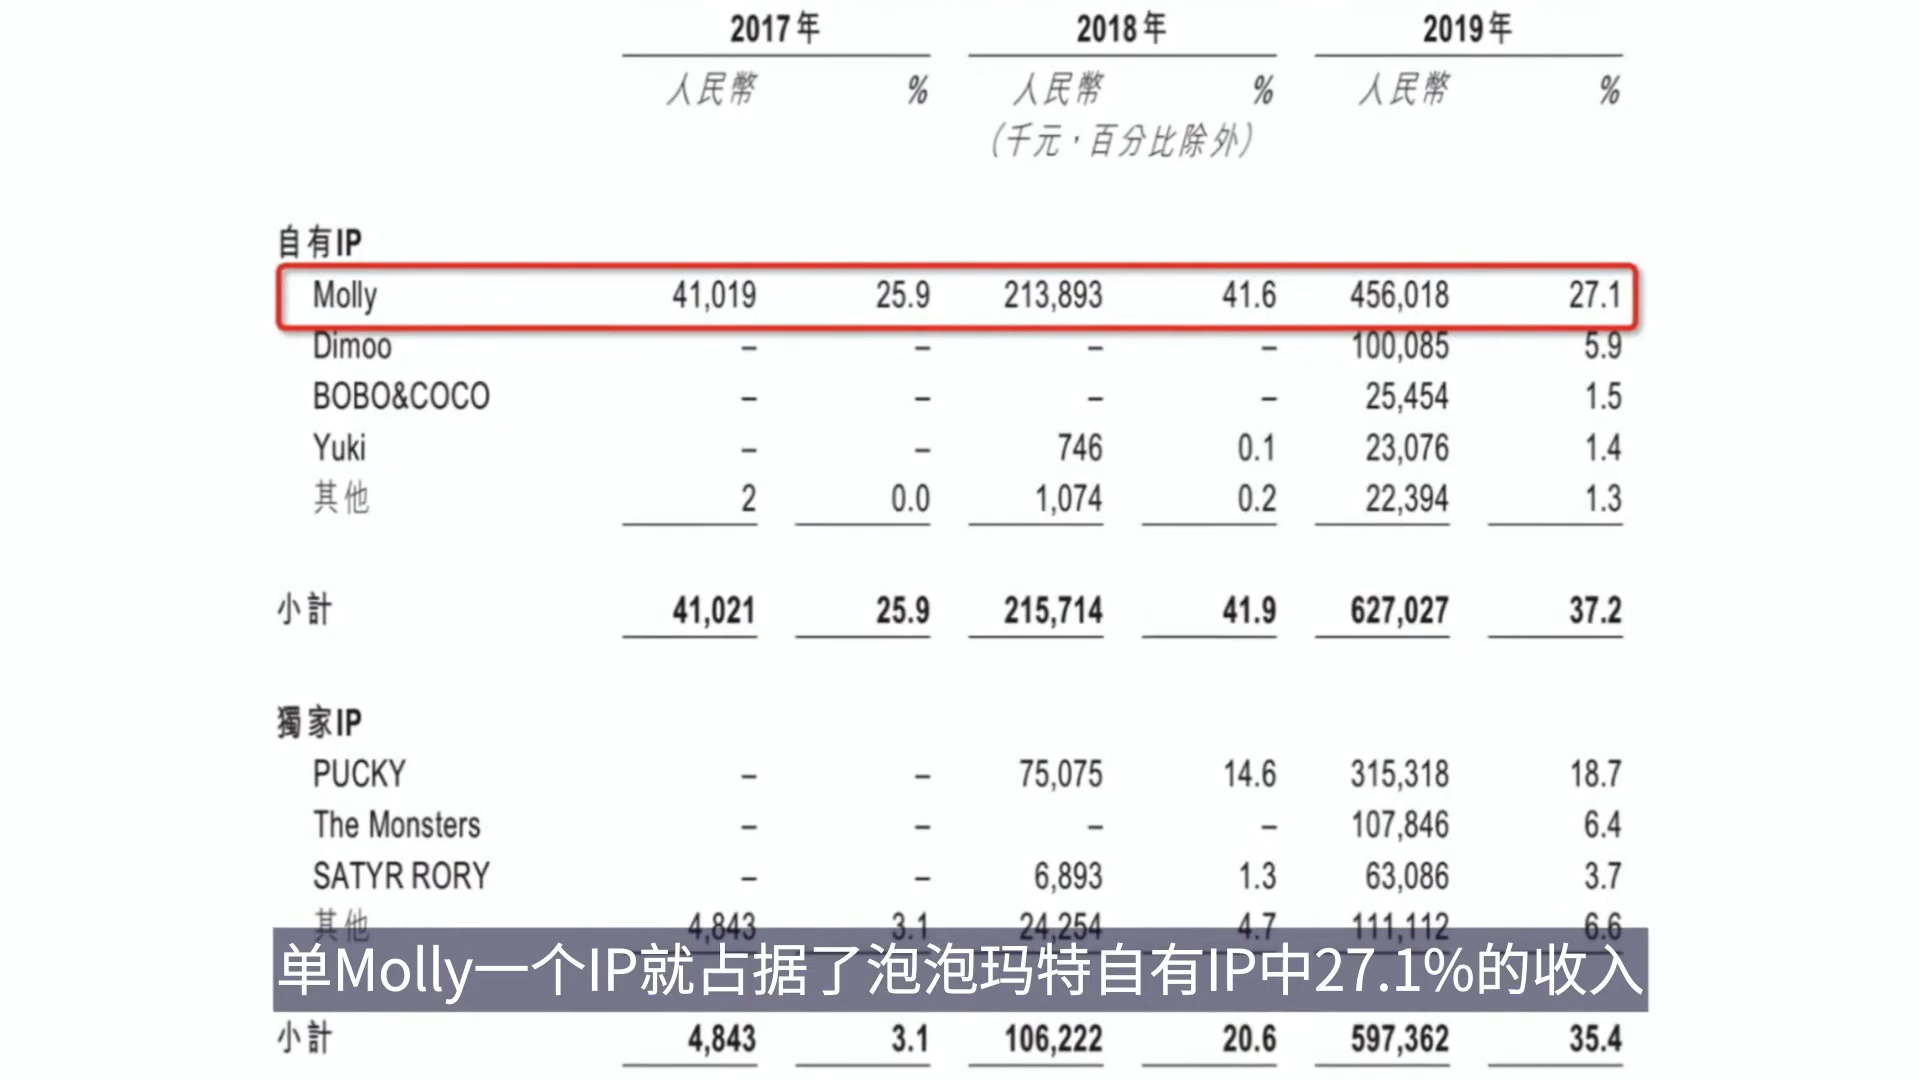 2017年 2018年 2019年
人民幣 % 人民幣 % 人民幣 %
(千元，百分比除外)
自有IP
Molly 41,019 25.9 213,893 41.6 456,018 27.1
Dimoo – – – – 100,085 5.9
BOBO&COCO – – – – 25,454 1.5
Yuki – – 746 0.1 23,076 1.4
其他 2 0.0 1,074 0.2 22,394 1.3
小計 41,021 25.9 215,714 41.9 627,027 37.2
獨家IP
PUCKY – – 75,075 14.6 315,318 18.7
The Monsters – – – – 107,846 6.4
SATYR RORY – – 6,893 1.3 63,086 3.7
其他 4,843 3.1 24,254 4.7 111,112 6.6
单Molly一个IP就占据了泡泡玛特自有IP中27.1%的收入
小計 4,843 3.1 106,222 20.6 597,362 35.4